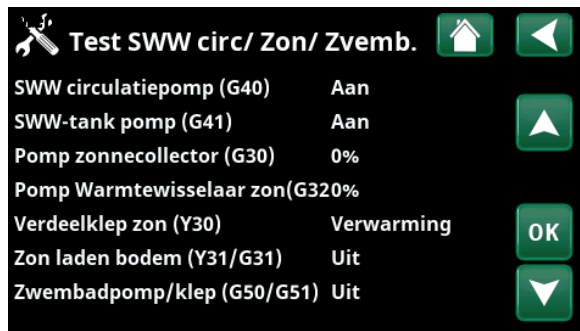 Test SWW circ/ Zon/ Zvemb.
SWW circulatiepomp (G40) Aan
SWW-tank pomp (G41) Aan
Pomp zonnecollector (G30) 0%
Pomp Warmtewisselaar zon(G320%
Verdeelklep zon (Y30) Verwarming
OK
Zon laden bodem (Y31/G31) Uit
Zwembadpomp/klep (G50/G51) Uit